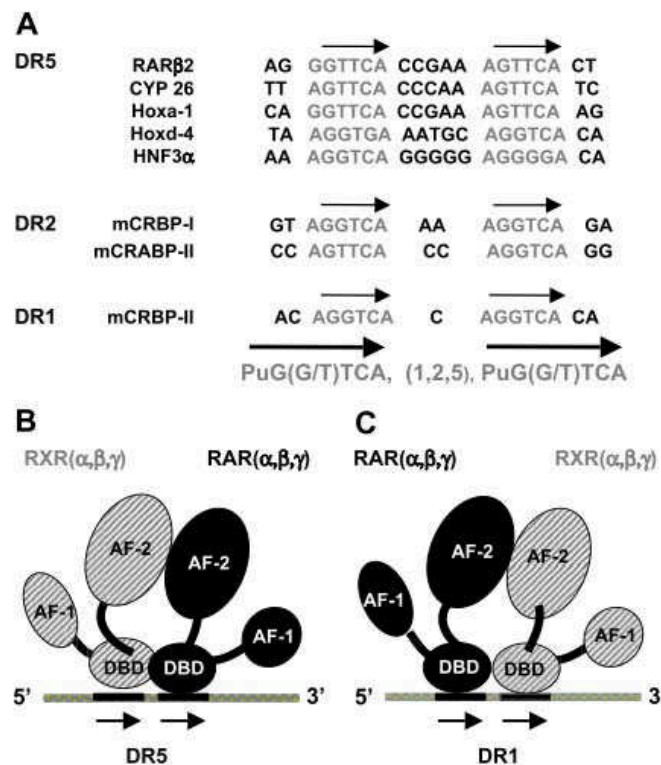 A
DR5
RARβ2 AG GGTTCA CCGAA AGTTCA CT
CYP 26 TT AGTTCA CCCAA AGTTCA TC
Hoxa-1 CA GGTTCA CCGAA AGTTCA AG
Hoxd-4 TA AGGTGA AATGC AGGTCA CA
HNF3α AA AGGTCA GGGGG AGGGGA CA
DR2 mCRBP-I GT AGGTCA AA AGGTCA GA
mCRABP-II CC AGTTCA CC AGGTCA GG
DR1 mCRBP-II AC AGGTCA C AGGTCA CA
PuG(G/T)TCA, (1,2,5), PuG(G/T)TCA
B
RXR(α,β,γ) RAR(α,β,γ)
AF-2 AF-2
AF-1 AF-1
DBD DBD
5’ 3’
DR5
C
RAR(α,β,γ) RXR(α,β,γ)
AF-2 AF-2
AF-1 AF-1
DBD DBD
5’ 3
DR1